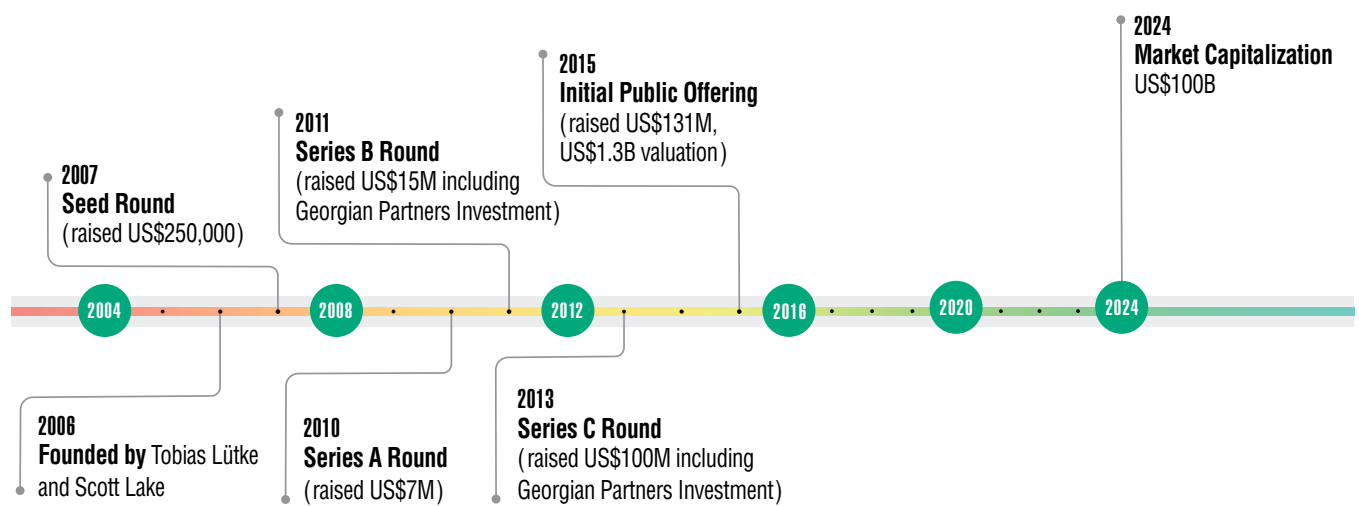 2024
Market Capitalization
US$100B
2015
Initial Public Offering
(raised US$131M,
US$1.3B valuation)
2011
Series B Round
(raised US$15M including
Georgian Partners Investment)
2007
Seed Round
(raised US$250,000)
2004
2008
2012
2016
2020
2024
2006
Founded by Tobias Lütke
and Scott Lake
2010
Series A Round
(raised US$7M)
2013
Series C Round
(raised US$100M including
Georgian Partners Investment)